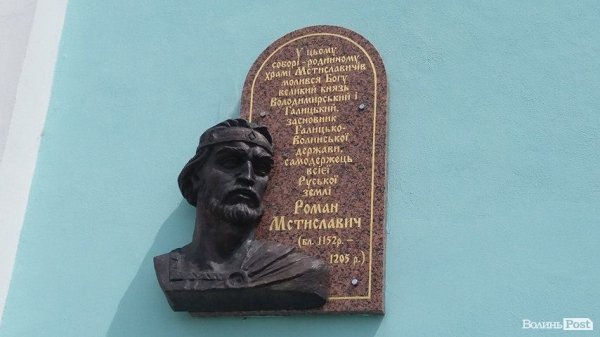 У цьому
соборі - родинному
храмі Мстиславичів
молився Богу
великий князь
Володимирський і
Галицький,
засновник
Галицько-
Волинської
держави,
самодержець
всієї
Руської
землі
Роман
Мстиславич
(бл. 1152р. –
1205 р.)
Волинь Post